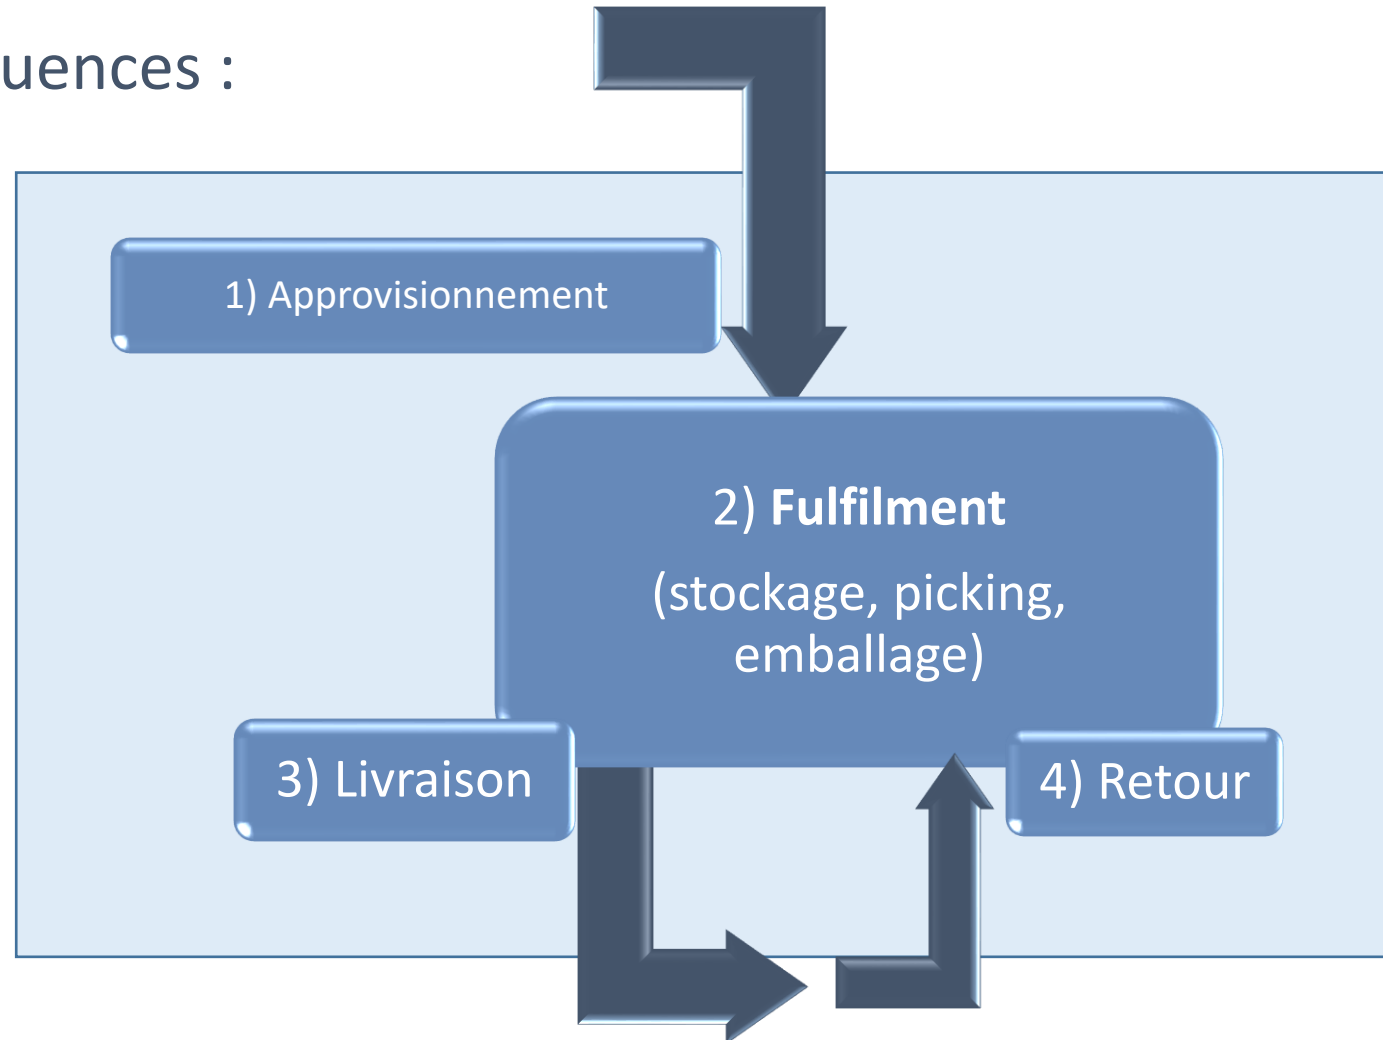 uences :
1) Approvisionnement
2) Fulfilment
(stockage, picking,
emballage)
3) Livraison
4) Retour